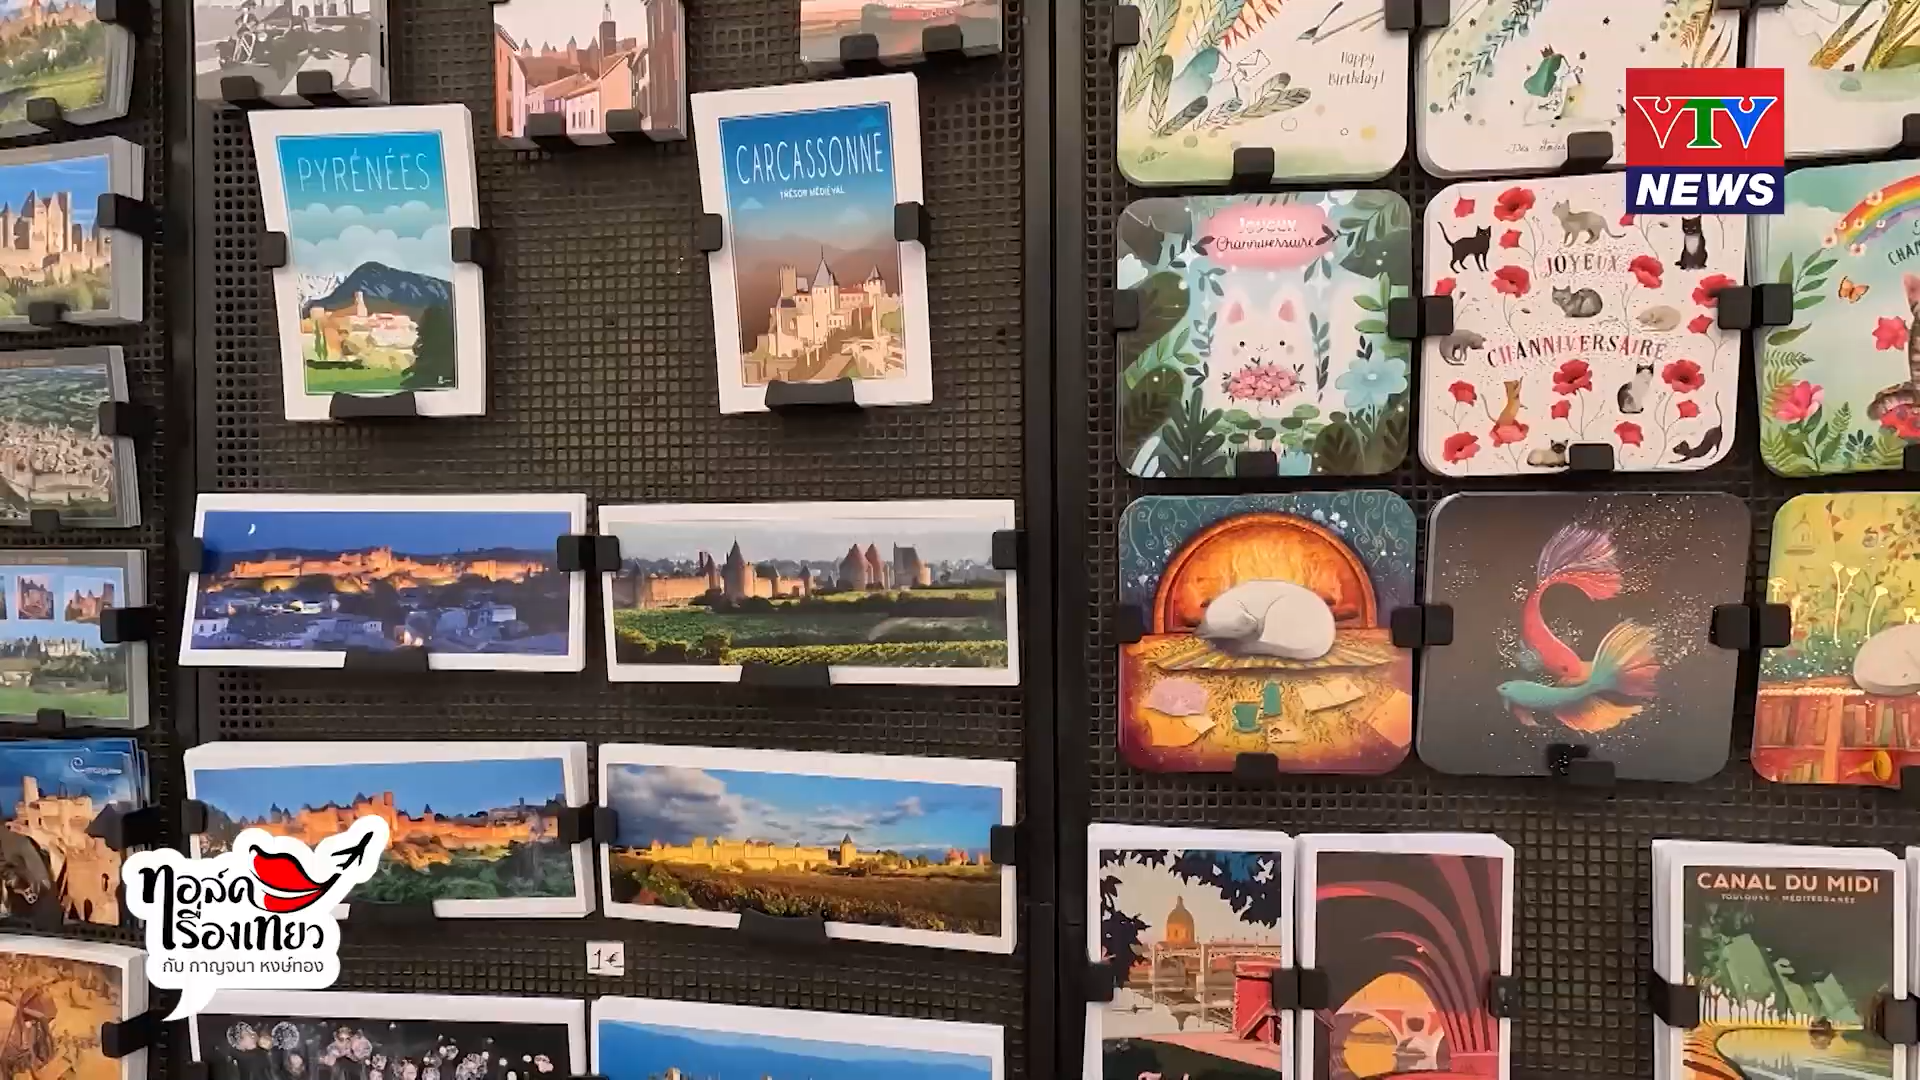 PYRÉNÉES
CARCASSONNE
TRÉSOR MÉDIÉVAL
Happy
Birthday!
VTV
NEWS
Joyeux
Channiversaire
JOYEUX
CHANNIVERSAIRE
1€
CANAL DU MIDI
TOULOUSE - MÉDITERRANÉE
ทอล์ค
เรื่องเทียว
กับ กาญจนา หงษ์ทอง